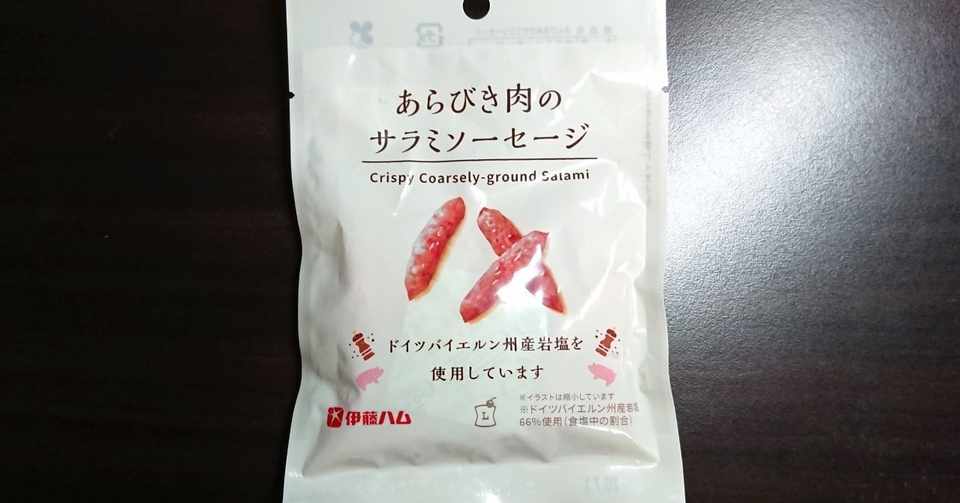 あらびき肉の
サラミソーセージ
Crispy Coarsely-ground Salami
ドイツバイエルン州産岩塩を
使用しています
※イラストは縮小しています
※ドイツバイエルン州産岩塩
66%使用(食塩中の割合)
伊藤ハム
L